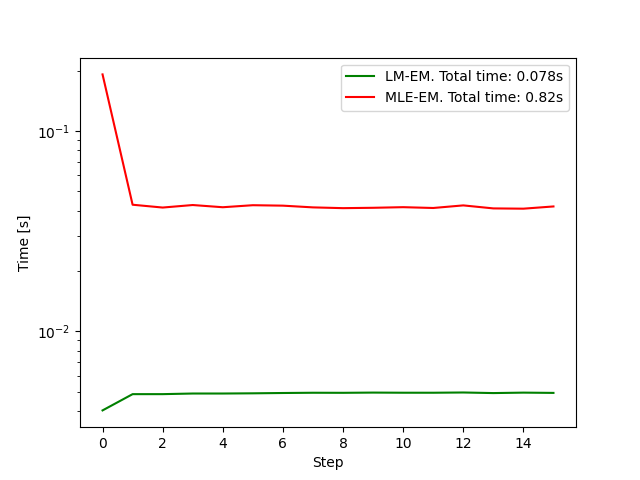 LM-EM. Total time: 0.078s
MLE-EM. Total time: 0.82s
10⁻¹
10⁻²
Time [s]
0 2 4 6 8 10 12 14
Step